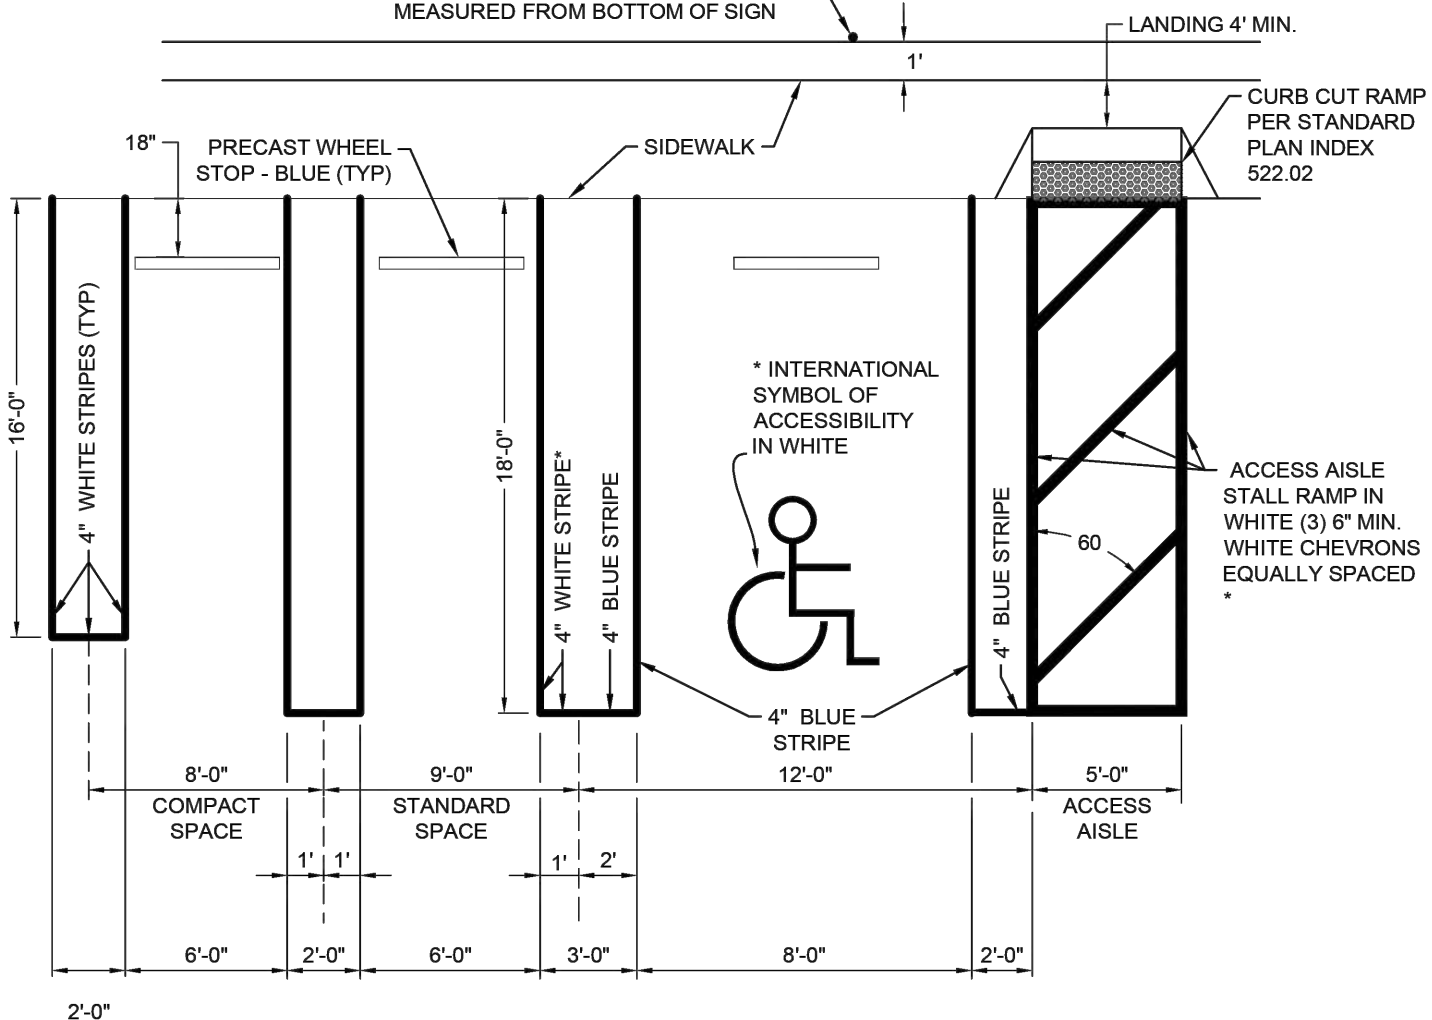 MEASURED FROM BOTTOM OF SIGN
LANDING 4' MIN.
1'
CURB CUT RAMP
PER STANDARD
PLAN INDEX
522.02
18"
PRECAST WHEEL
STOP - BLUE (TYP)
SIDEWALK
16'-0"
4" WHITE STRIPES (TYP)
18'-0"
4" WHITE STRIPE*
4" BLUE STRIPE
* INTERNATIONAL
SYMBOL OF
ACCESSIBILITY
IN WHITE
4" BLUE STRIPE
60
ACCESS AISLE
STALL RAMP IN
WHITE (3) 6" MIN.
WHITE CHEVRONS
EQUALLY SPACED
*
4" BLUE
STRIPE
8'-0"
COMPACT
SPACE
9'-0"
STANDARD
SPACE
12'-0"
5'-0"
ACCESS
AISLE
1' 1'
1' 2'
6'-0" 2'-0" 6'-0" 3'-0" 8'-0" 2'-0"
2'-0"